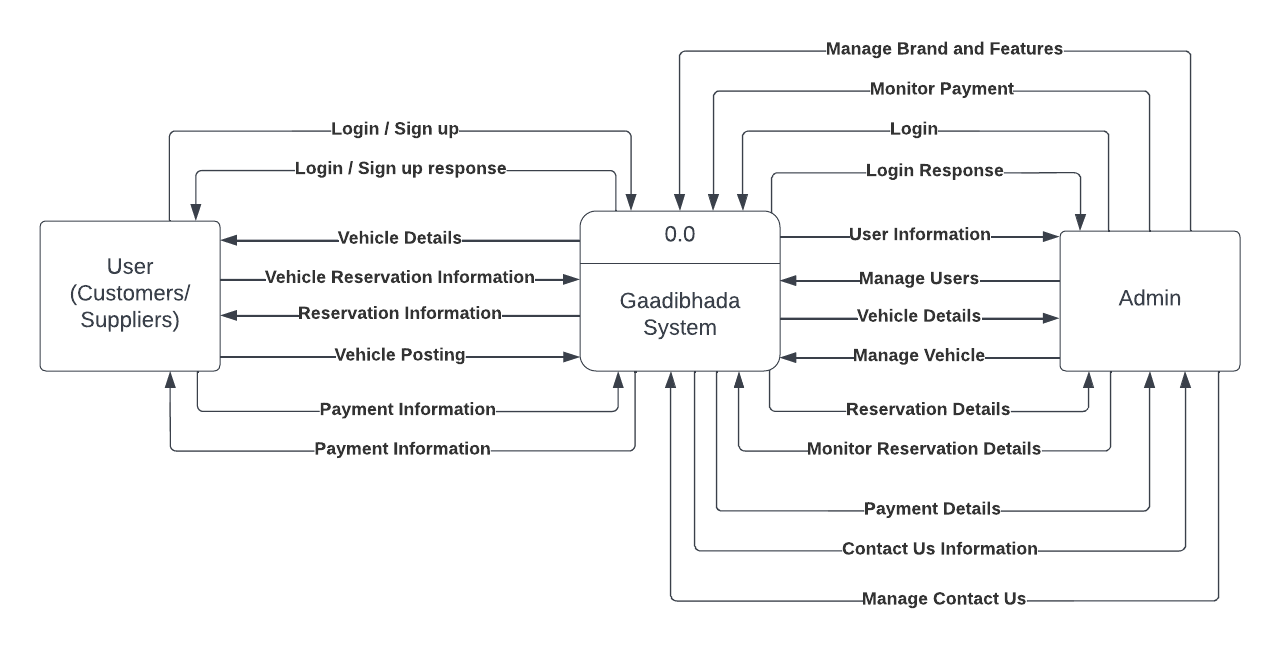 Manage Brand and Features
Monitor Payment
Login / Sign up
Login
Login / Sign up response
Login Response
0.0
User Information
Vehicle Details
User
(Customers/
Suppliers)
Vehicle Reservation Information
Manage Users
Gaadibhada
System
Admin
Reservation Information
Vehicle Details
Vehicle Posting
Manage Vehicle
Payment Information
Reservation Details
Payment Information
Monitor Reservation Details
Payment Details
Contact Us Information
Manage Contact Us